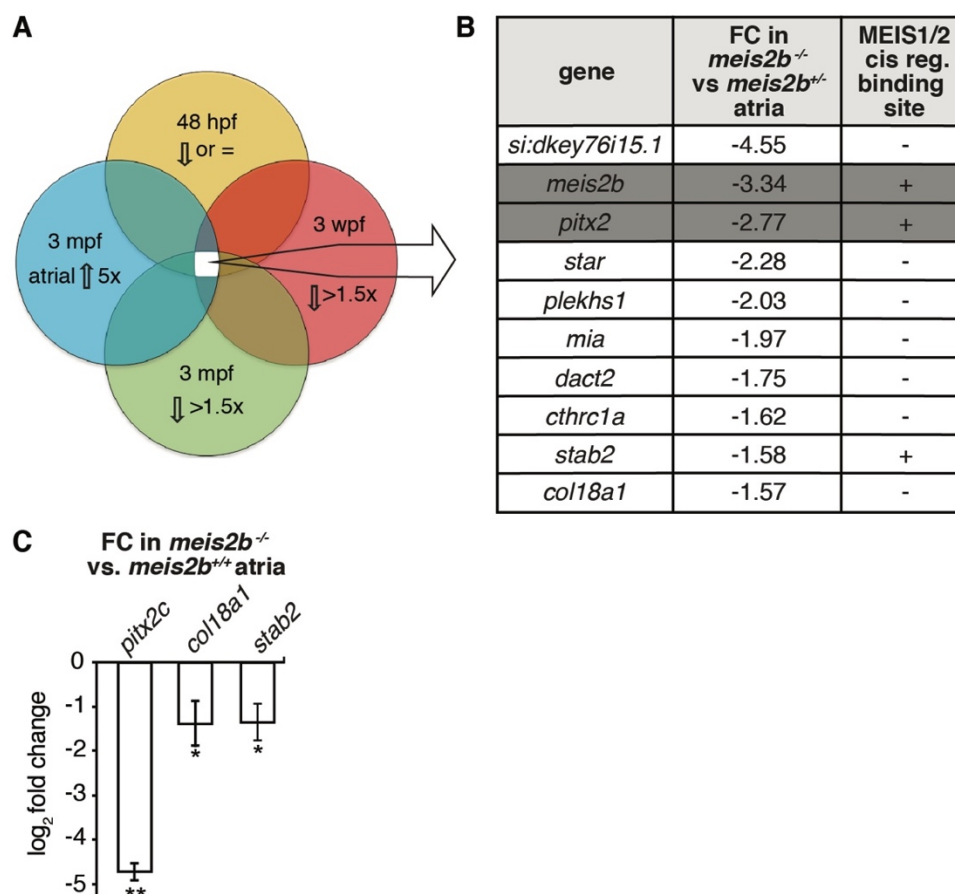 A
48 hpf
⇩ or =
3 wpf
⇩>1.5x
3 mpf
atrial ⇧ 5x
3 mpf
⇩ >1.5x
B
gene | FC in meis2b-/- vs meis2b+/- atria | MEIS1/2 cis reg. binding site
si:dkey76i15.1 -4.55 -
meis2b -3.34 +
pitx2 -2.77 +
star -2.28 -
plekhs1 -2.03 -
mia -1.97 -
dact2 -1.75 -
cthrc1a -1.62 -
stab2 -1.58 +
col18a1 -1.57 -
C
FC in meis2b-/-
vs. meis2b+/+ atria
pitx2c
col18a1
stab2
log2 fold change
0
-1
-2
-3
-4
-5
*
*
**